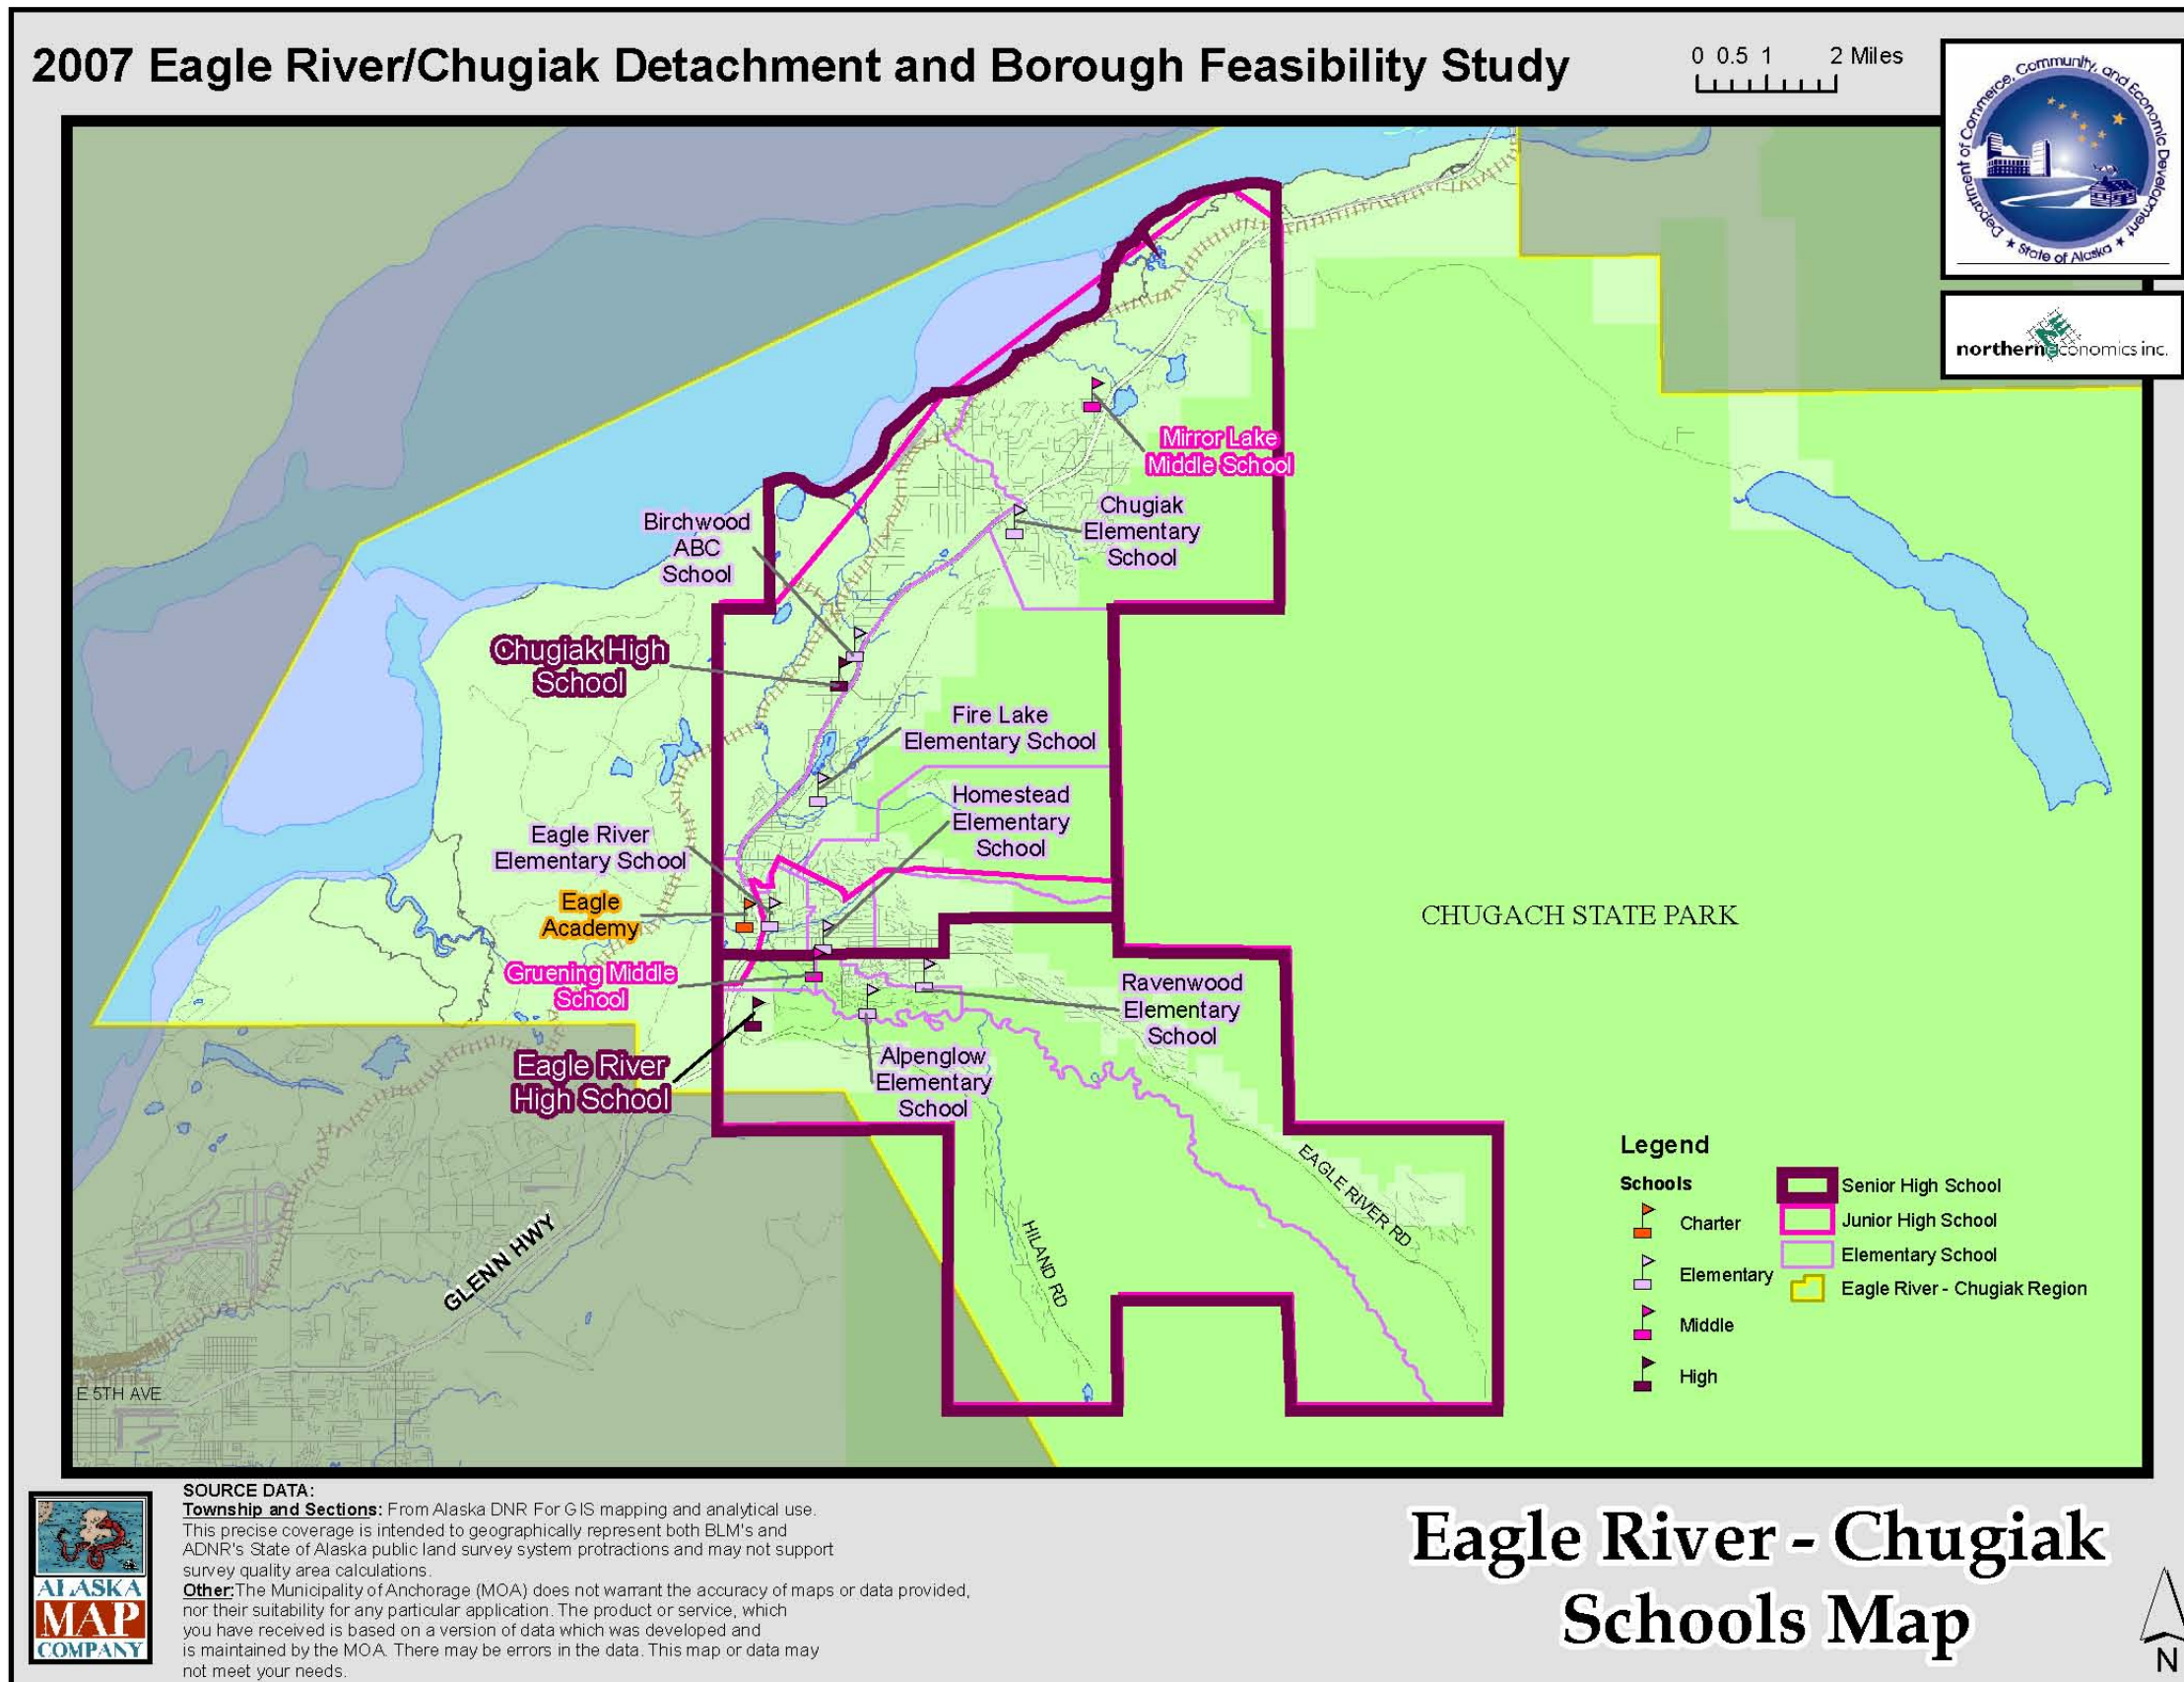 2007 Eagle River/Chugiak Detachment and Borough Feasibility Study
0 0.5 1 2 Miles
Department of Commerce, Community, and Economic Development
★ State of Alaska ★
northern economics inc.
Mirror Lake
Middle School
Chugiak
Elementary
School
Birchwood
ABC
School
Chugiak High
School
Fire Lake
Elementary School
Homestead
Elementary
School
Eagle River
Elementary School
Eagle
Academy
Gruening Middle
School
CHUGACH STATE PARK
Ravenwood
Elementary
School
Eagle River
High School
Alpenglow
Elementary
School
EAGLE RIVER RD
HILAND RD
GLENN HWY
E 5TH AVE
Legend
Schools
Charter
Elementary
Middle
High
Senior High School
Junior High School
Elementary School
Eagle River - Chugiak Region
ALASKA
MAP
COMPANY
SOURCE DATA:
Township and Sections: From Alaska DNR For GIS mapping and analytical use.
This precise coverage is intended to geographically represent both BLM's and
ADNR's State of Alaska public land survey system protractions and may not support
survey quality area calculations.
Other:The Municipality of Anchorage (MOA) does not warrant the accuracy of maps or data provided,
nor their suitability for any particular application. The product or service, which
you have received is based on a version of data which was developed and
is maintained by the MOA. There may be errors in the data. This map or data may
not meet your needs.
Eagle River - Chugiak
Schools Map
N